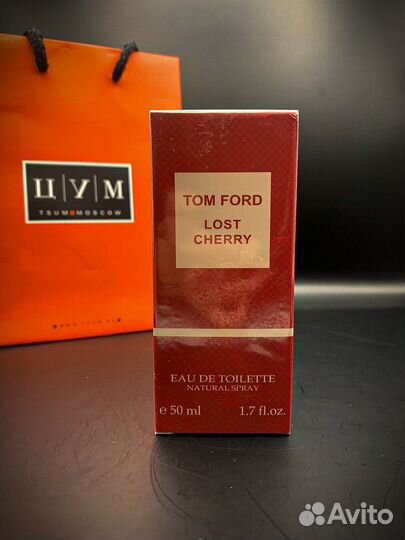 Ц|У|М
TSUM MOSCOW
TOM FORD
LOST
CHERRY
EAU DE TOILETTE
NATURAL SPRAY
e 50 ml 1.7 fl.oz.
Avito